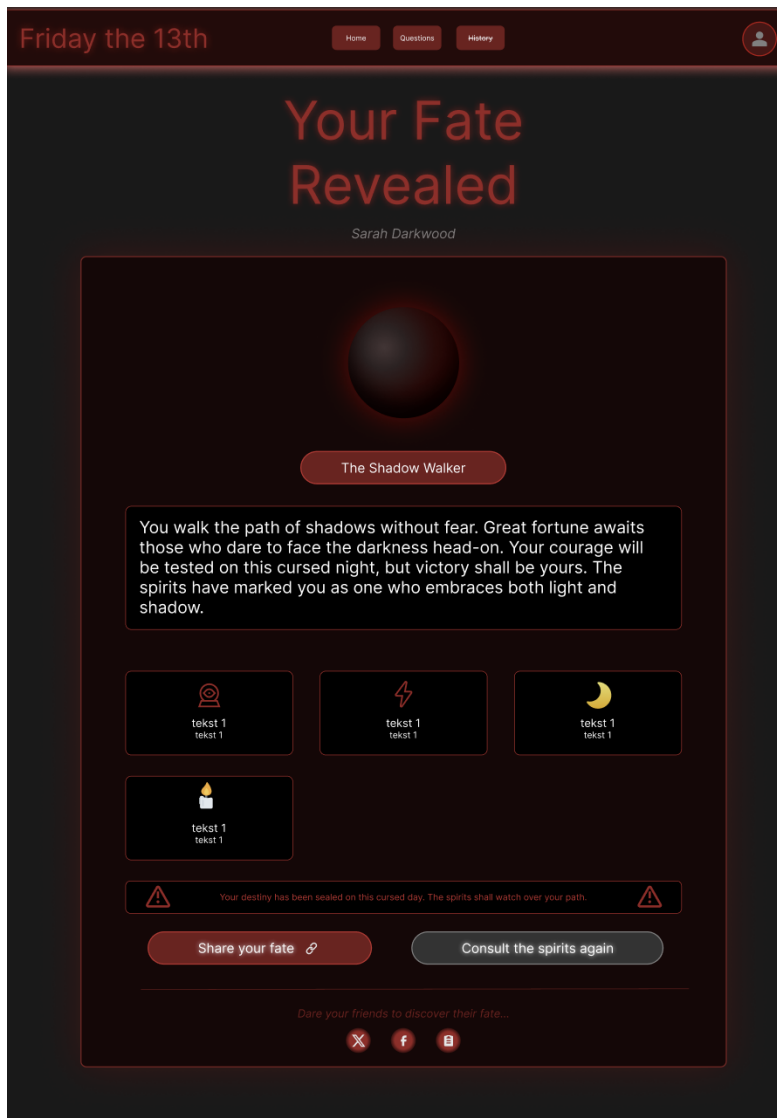 Friday the 13th
Home
Questions
History
Your Fate
Revealed
Sarah Darkwood
The Shadow Walker
You walk the path of shadows without fear. Great fortune awaits
those who dare to face the darkness head-on. Your courage will
be tested on this cursed night, but victory shall be yours. The
spirits have marked you as one who embraces both light and
shadow.
tekst 1
tekst 1
tekst 1
tekst 1
tekst 1
tekst 1
tekst 1
tekst 1
Your destiny has been sealed on this cursed day. The spirits shall watch over your path.
Share your fate
Consult the spirits again
Dare your friends to discover their fate...